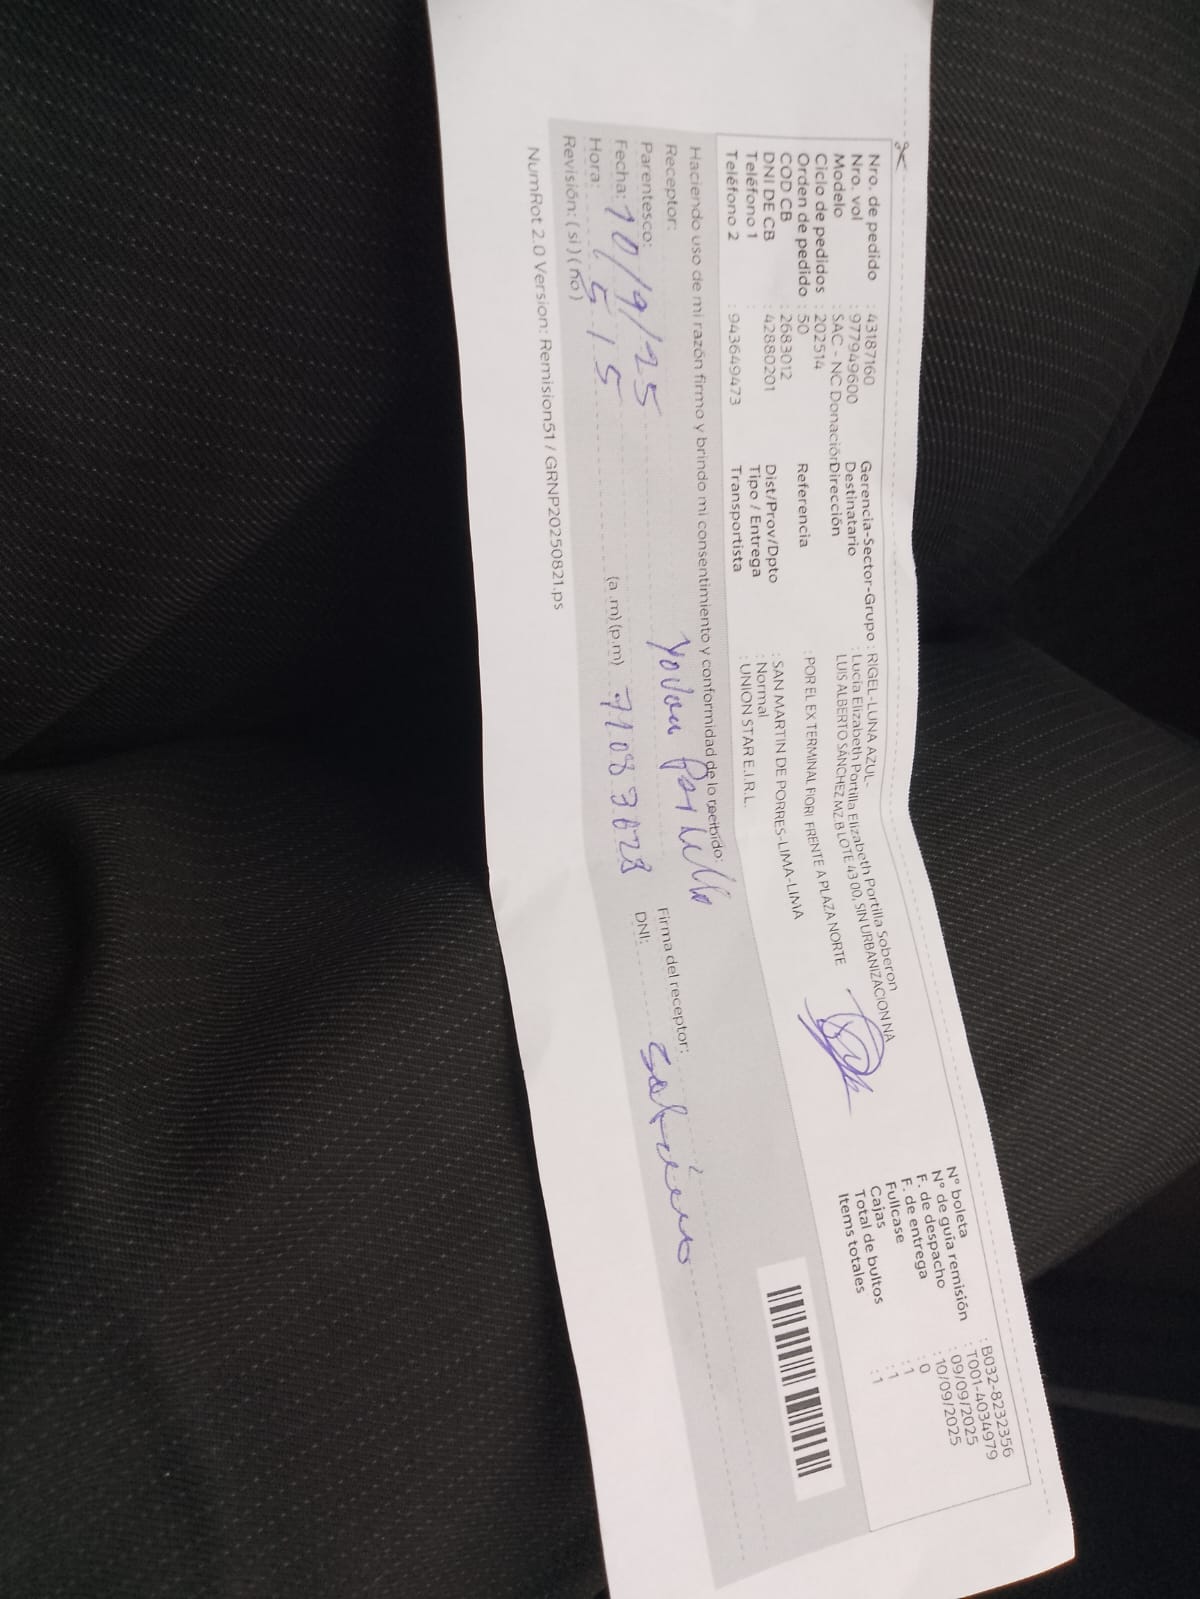 Nro. de pedido : 43187160
Nro. vol : 977949600
Modelo : SAC - NC Donación
Ciclo de pedidos : 202514
Orden de pedido : 50
COD CB : 2683012
DNI DE CB : 42880201
Teléfono 1 :
Teléfono 2 : 943649473
Gerencia-Sector-Grupo : RIGEL-LUNA AZUL-
Destinatario : Lucía Elizabeth Portilla Elizabeth Portilla Soberon
Dirección : LUIS ALBERTO SÁNCHEZ MZ B LOTE 43 00, SIN URBANIZACION NA
Referencia : POR EL EX TERMINAL FIORI FRENTE A PLAZA NORTE
Dist/Prov/Dpto : SAN MARTIN DE PORRES-LIMA-LIMA
Tipo / Entrega : Normal
Transportista : UNION STAR E.I.R.L.
N° boleta : B032-8232356
N° de guía remisión : T001-4034979
F. de despacho : 09/09/2025
F. de entrega : 10/09/2025
Fullcase : 0
Cajas : 1
Total de bultos : 1
Items totales : 1
Haciendo uso de mi razón firmo y brindo mi consentimiento y conformidad de lo recibido:
Receptor:
Parentesco: Firma del receptor:
Fecha: 10/9/25 DNI:
Hora: 15 15 (a .m) (p.m)
Revisión: ( si ) ( no )
NumRot 2.0 Version: Remision51 / GRNP20250821.ps